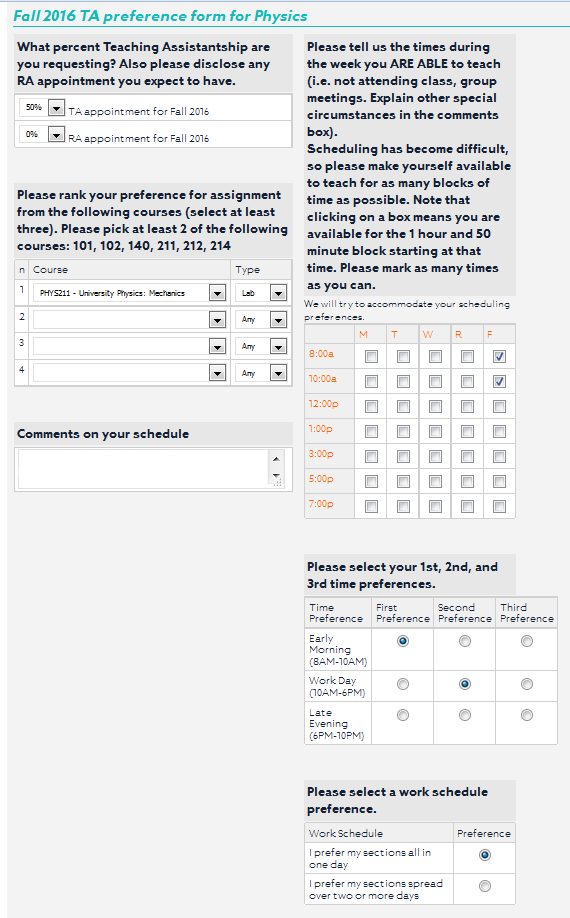 Fall 2016 TA preference form for Physics
What percent Teaching Assistantship are
you requesting? Also please disclose any
RA appointment you expect to have.
50% TA appointment for Fall 2016
0% RA appointment for Fall 2016
Please rank your preference for assignment
from the following courses (select at least
three). Please pick at least 2 of the following
courses: 101, 102, 140, 211, 212, 214
n Course Type
1 PHYS211 - University Physics: Mechanics Lab
2 Any
3 Any
4 Any
Comments on your schedule
Please tell us the times during
the week you ARE ABLE to teach
(i.e. not attending class, group
meetings. Explain other special
circumstances in the comments
box).
Scheduling has become difficult,
so please make yourself available
to teach for as many blocks of
time as possible. Note that
clicking on a box means you are
available for the 1 hour and 50
minute block starting at that
time. Please mark as many times
as you can.
We will try to accommodate your scheduling
preferences.
M T W R F
8:00a
10:00a
12:00p
1:00p
3:00p
5:00p
7:00p
Please select your 1st, 2nd, and
3rd time preferences.
Time First Second Third
Preference Preference Preference Preference
Early
Morning
(8AM-10AM)
Work Day
(10AM-6PM)
Late
Evening
(6PM-10PM)
Please select a work schedule
preference.
Work Schedule Preference
I prefer my sections all in
one day
I prefer my sections spread
over two or more days